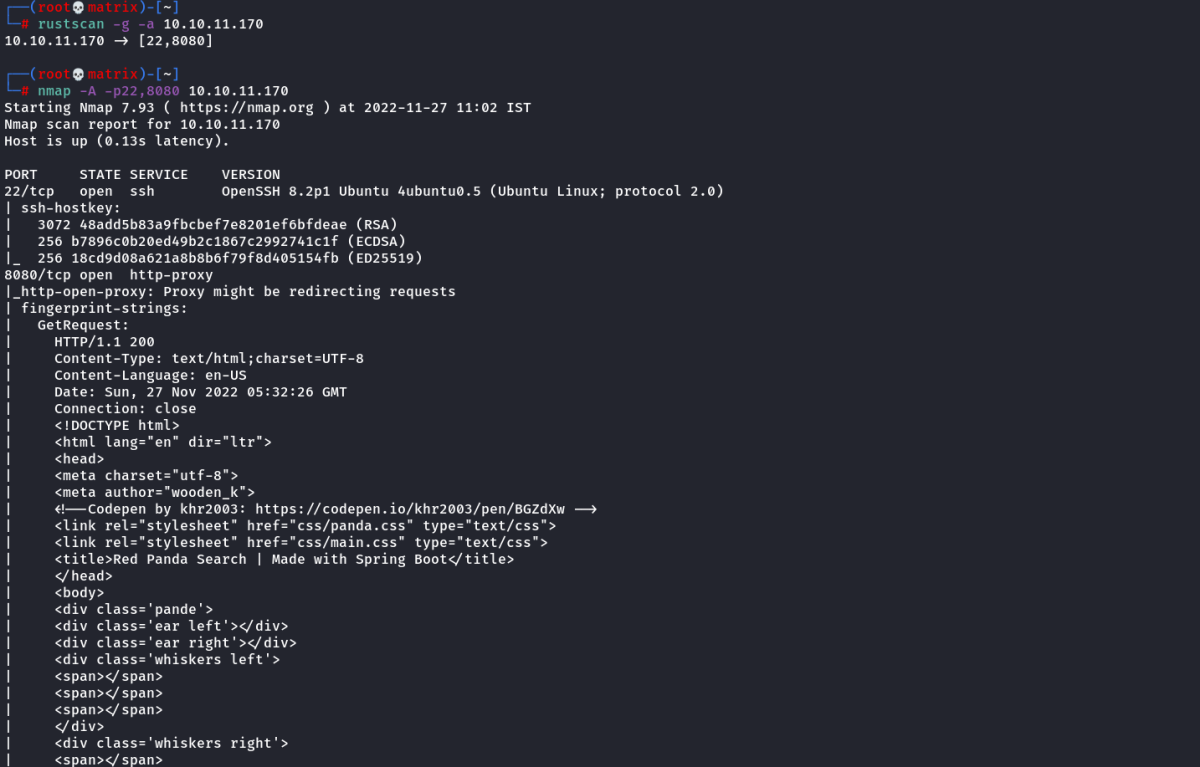 ┌──(root💀matrix)-[~]
└─# rustscan -g -a 10.10.11.170
10.10.11.170 -> [22,8080]
┌──(root💀matrix)-[~]
└─# nmap -A -p22,8080 10.10.11.170
Starting Nmap 7.93 ( https://nmap.org ) at 2022-11-27 11:02 IST
Nmap scan report for 10.10.11.170
Host is up (0.13s latency).
PORT     STATE SERVICE    VERSION
22/tcp   open  ssh        OpenSSH 8.2p1 Ubuntu 4ubuntu0.5 (Ubuntu Linux; protocol 2.0)
| ssh-hostkey:
|   3072 48add5b83a9fbcbef7e8201ef6bfdeae (RSA)
|   256 b7896c0b20ed49b2c1867c2992741c1f (ECDSA)
|_  256 18cd9d08a621a8b8b6f79f8d405154fb (ED25519)
8080/tcp open  http-proxy
|_http-open-proxy: Proxy might be redirecting requests
| fingerprint-strings:
|   GetRequest:
|     HTTP/1.1 200
|     Content-Type: text/html;charset=UTF-8
|     Content-Language: en-US
|     Date: Sun, 27 Nov 2022 05:32:26 GMT
|     Connection: close
|     <!DOCTYPE html>
|     <html lang="en" dir="ltr">
|     <head>
|     <meta charset="utf-8">
|     <meta author="wooden_k">
|     <!--Codepen by khr2003: https://codepen.io/khr2003/pen/BGZdXw -->
|     <link rel="stylesheet" href="css/panda.css" type="text/css">
|     <link rel="stylesheet" href="css/main.css" type="text/css">
|     <title>Red Panda Search | Made with Spring Boot</title>
|     </head>
|     <body>
|     <div class='pande'>
|     <div class='ear left'></div>
|     <div class='ear right'></div>
|     <div class='whiskers left'>
|     <span></span>
|     <span></span>
|     <span></span>
|     </div>
|     <div class='whiskers right'>
|     <span></span>